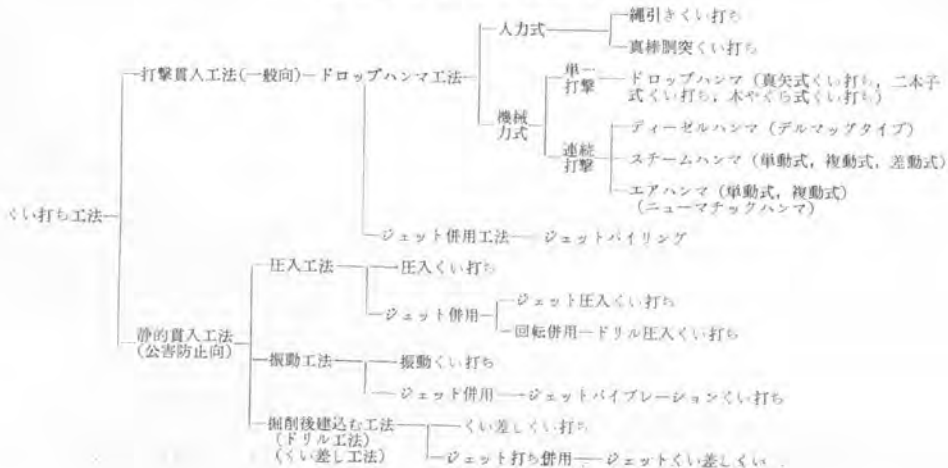 縄引きくい打ち
人力式
真棒胴突くい打ち
打撃貫入工法(一般向)
ドロップハンマ工法
単一
打撃
ドロップハンマ(真矢式くい打ち,二本子
式くい打ち,木やぐら式くい打ち)
機械
力式
ディーゼルハンマ(デルマッグタイプ)
連続
打撃
スチームハンマ(単動式,複動式,差動式)
くい打ち工法
エアハンマ(単動式,複動式)
(ニューマチックハンマ)
ジェット併用工法
ジェットパイリング
圧入工法
圧入くい打ち
ジェット併用
ジェット圧入くい打ち
回転併用
ドリル圧入くい打ち
静的貫入工法
(公害防止向)
振動工法
振動くい打ち
ジェット併用
ジェットバイブレーションくい打ち
掘削後建込む工法
(ドリル工法)
(くい差し工法)
くい差しくい打ち
ジェット打ち併用
ジェットくい差しくい